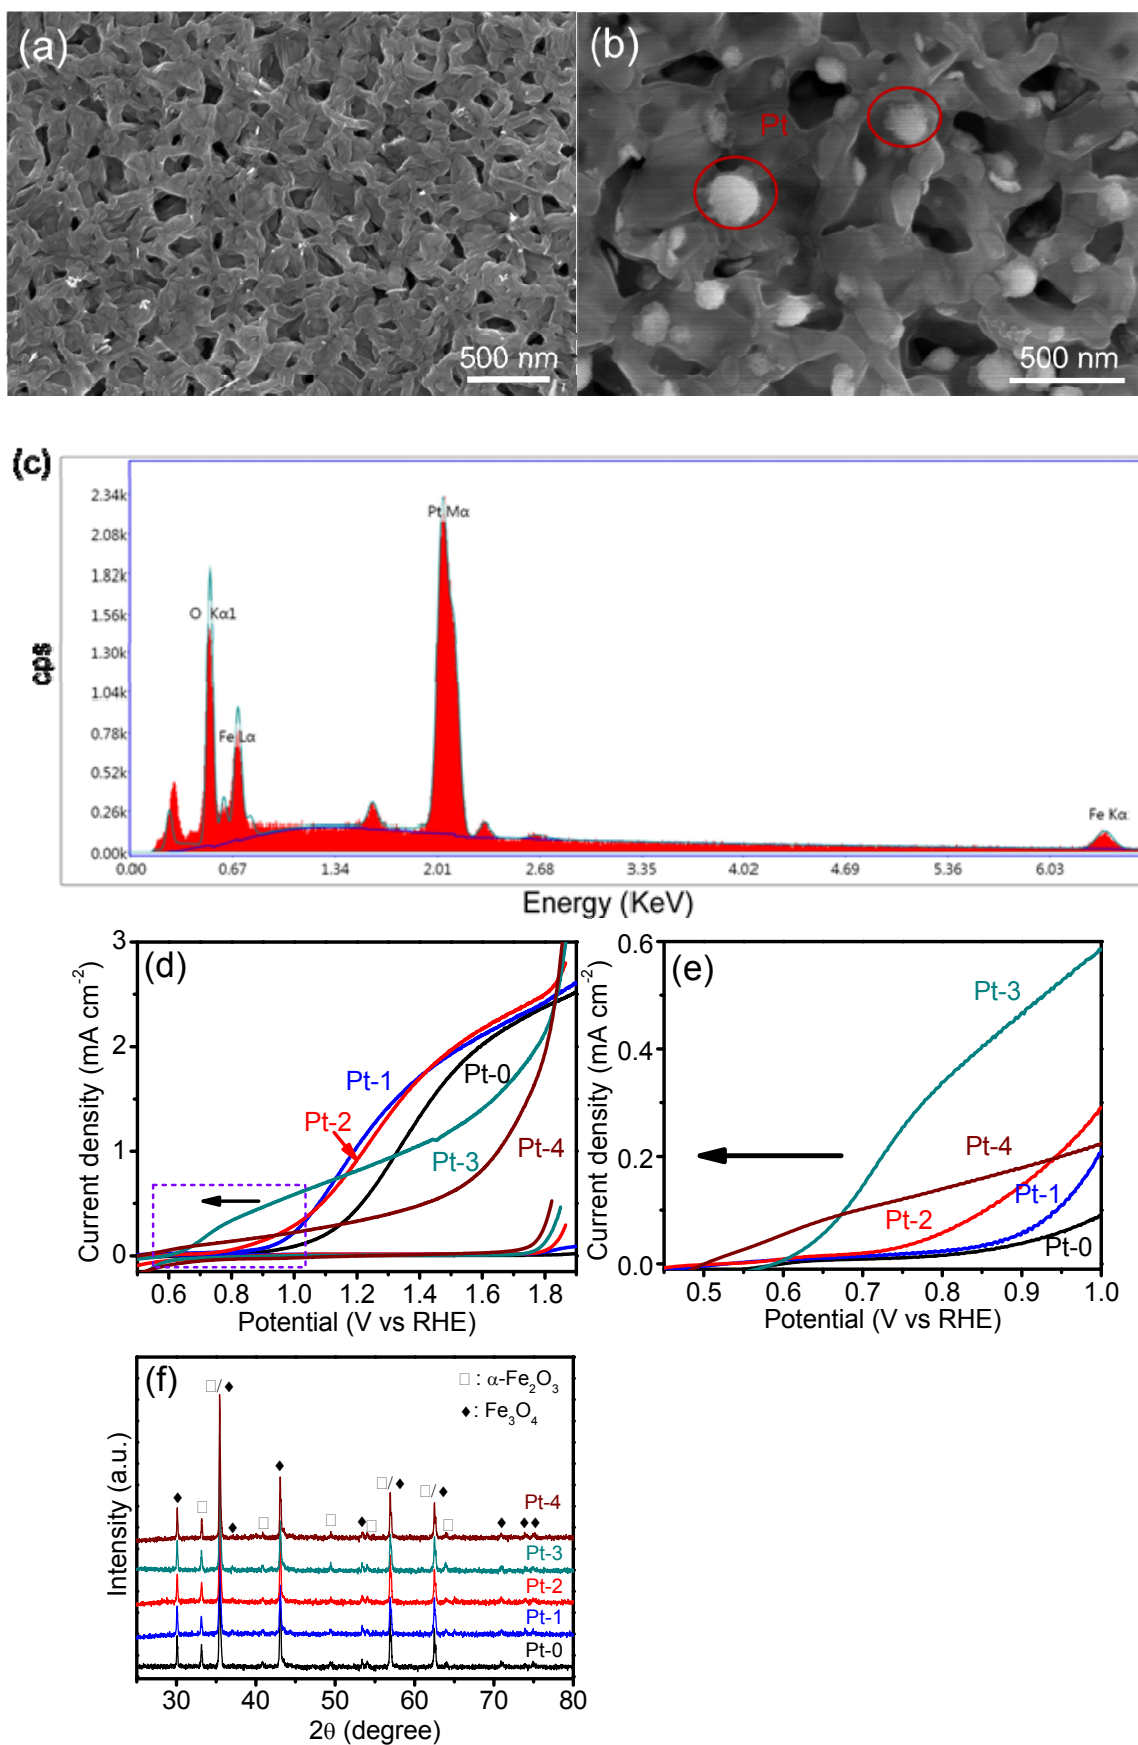 (a)
500 nm
(b)
Pt
500 nm
(c)
cps
2.34k
2.08k
1.82k
1.56k
1.30k
1.04k
0.78k
0.52k
0.26k
0.00k
O Kα1
Fe Lα
Pt Mα
Fe Kα
0.00 0.67 1.34 2.01 2.68 3.35 4.02 4.69 5.36 6.03
Energy (KeV)
(d)
Current density (mA cm⁻²)
3
2
1
0
Pt-1
Pt-0
Pt-2
Pt-3
Pt-4
0.6 0.8 1.0 1.2 1.4 1.6 1.8
Potential (V vs RHE)
(e)
Current density (mA cm⁻²)
0.6
0.4
0.2
0.0
Pt-3
Pt-4
Pt-1
Pt-2
Pt-0
0.5 0.6 0.7 0.8 0.9 1.0
Potential (V vs RHE)
(f)
Intensity (a.u.)
□ : α-Fe₂O₃
♦ : Fe₃O₄
□/♦
♦
□/♦
□/♦
♦ □ ♦ □ □ ♦ □ □ ♦ ♦ ♦
Pt-4
Pt-3
Pt-2
Pt-1
Pt-0
30 40 50 60 70 80
2θ (degree)